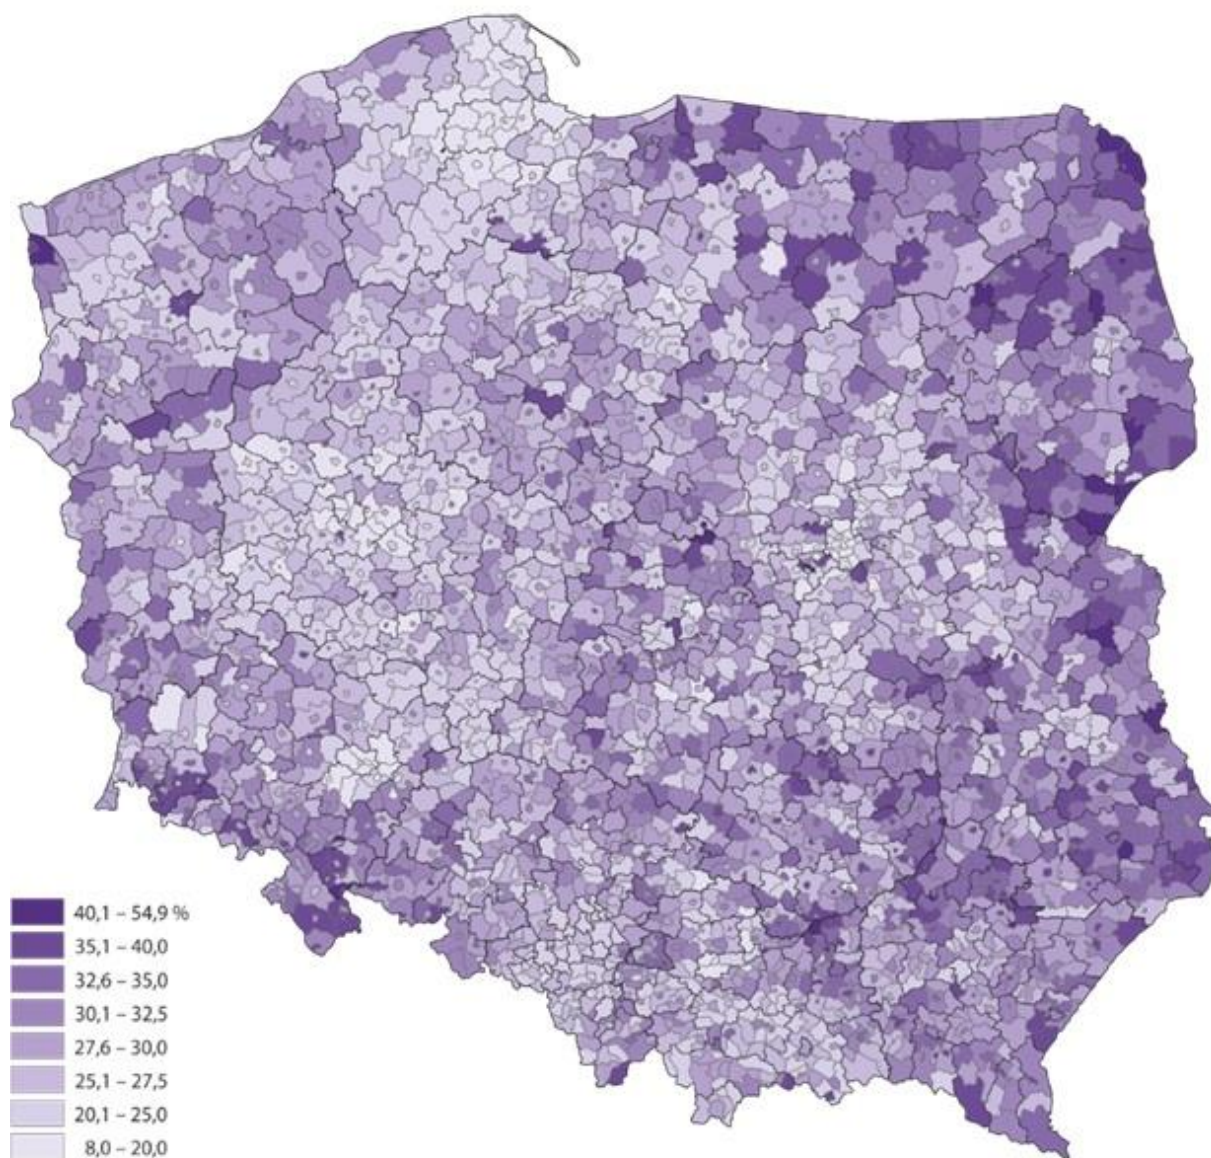 40,1 – 54,9 %
35,1 – 40,0
32,6 – 35,0
30,1 – 32,5
27,6 – 30,0
25,1 – 27,5
20,1 – 25,0
8,0 – 20,0